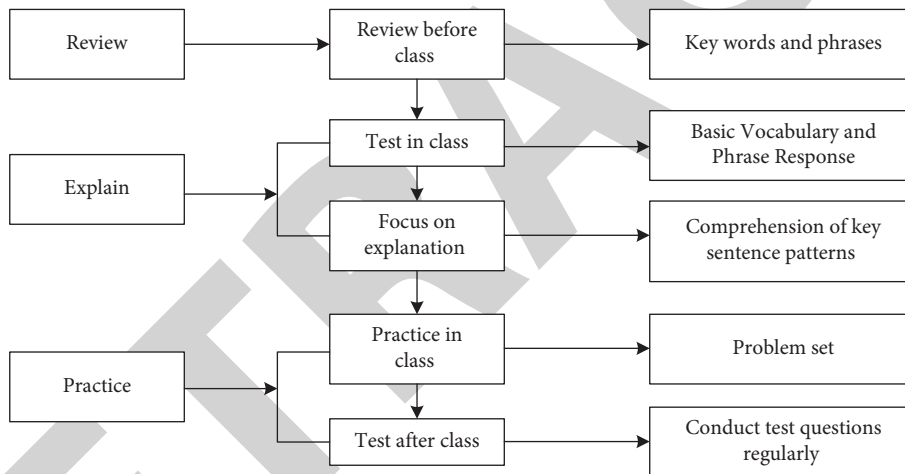 Review
Review before
class
Key words and phrases
Test in class
Basic Vocabulary and
Phrase Response
Explain
Focus on
explanation
Comprehension of key
sentence patterns
Practice in
class
Problem set
Practice
Test after class
Conduct test questions
regularly
TRAC